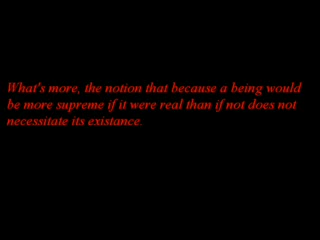 What's more, the notion that because a being would
be more supreme if it were real than if not does not
necessitate its existance.